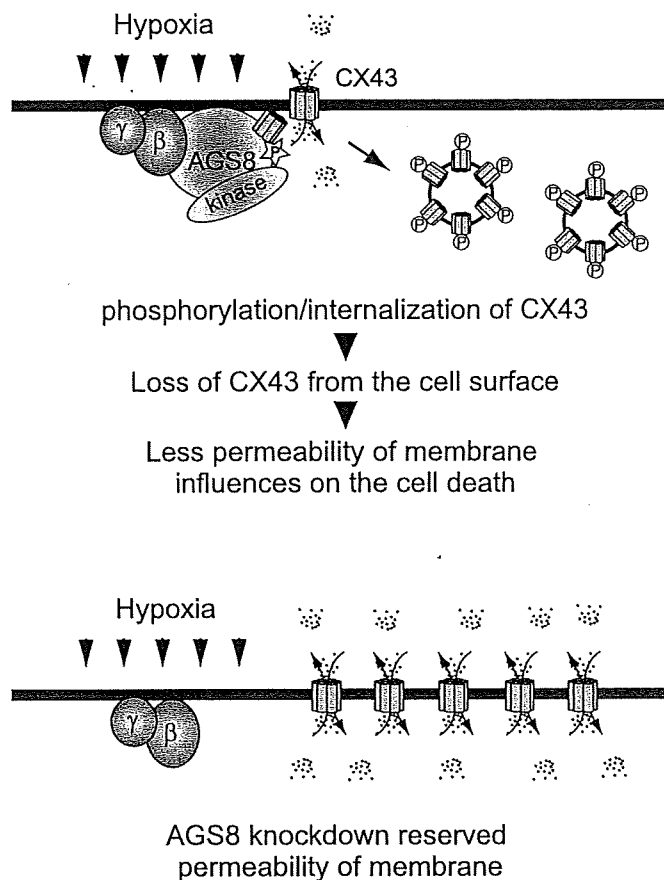 Hypoxia
CX43
γ
β
AGS8
P
kinase
P
P
P
P
P
P
P
P
P
P
P
P
phosphorylation/internalization of CX43
Loss of CX43 from the cell surface
Less permeability of membrane
influences on the cell death
Hypoxia
γ
β
AGS8 knockdown reserved
permeability of membrane